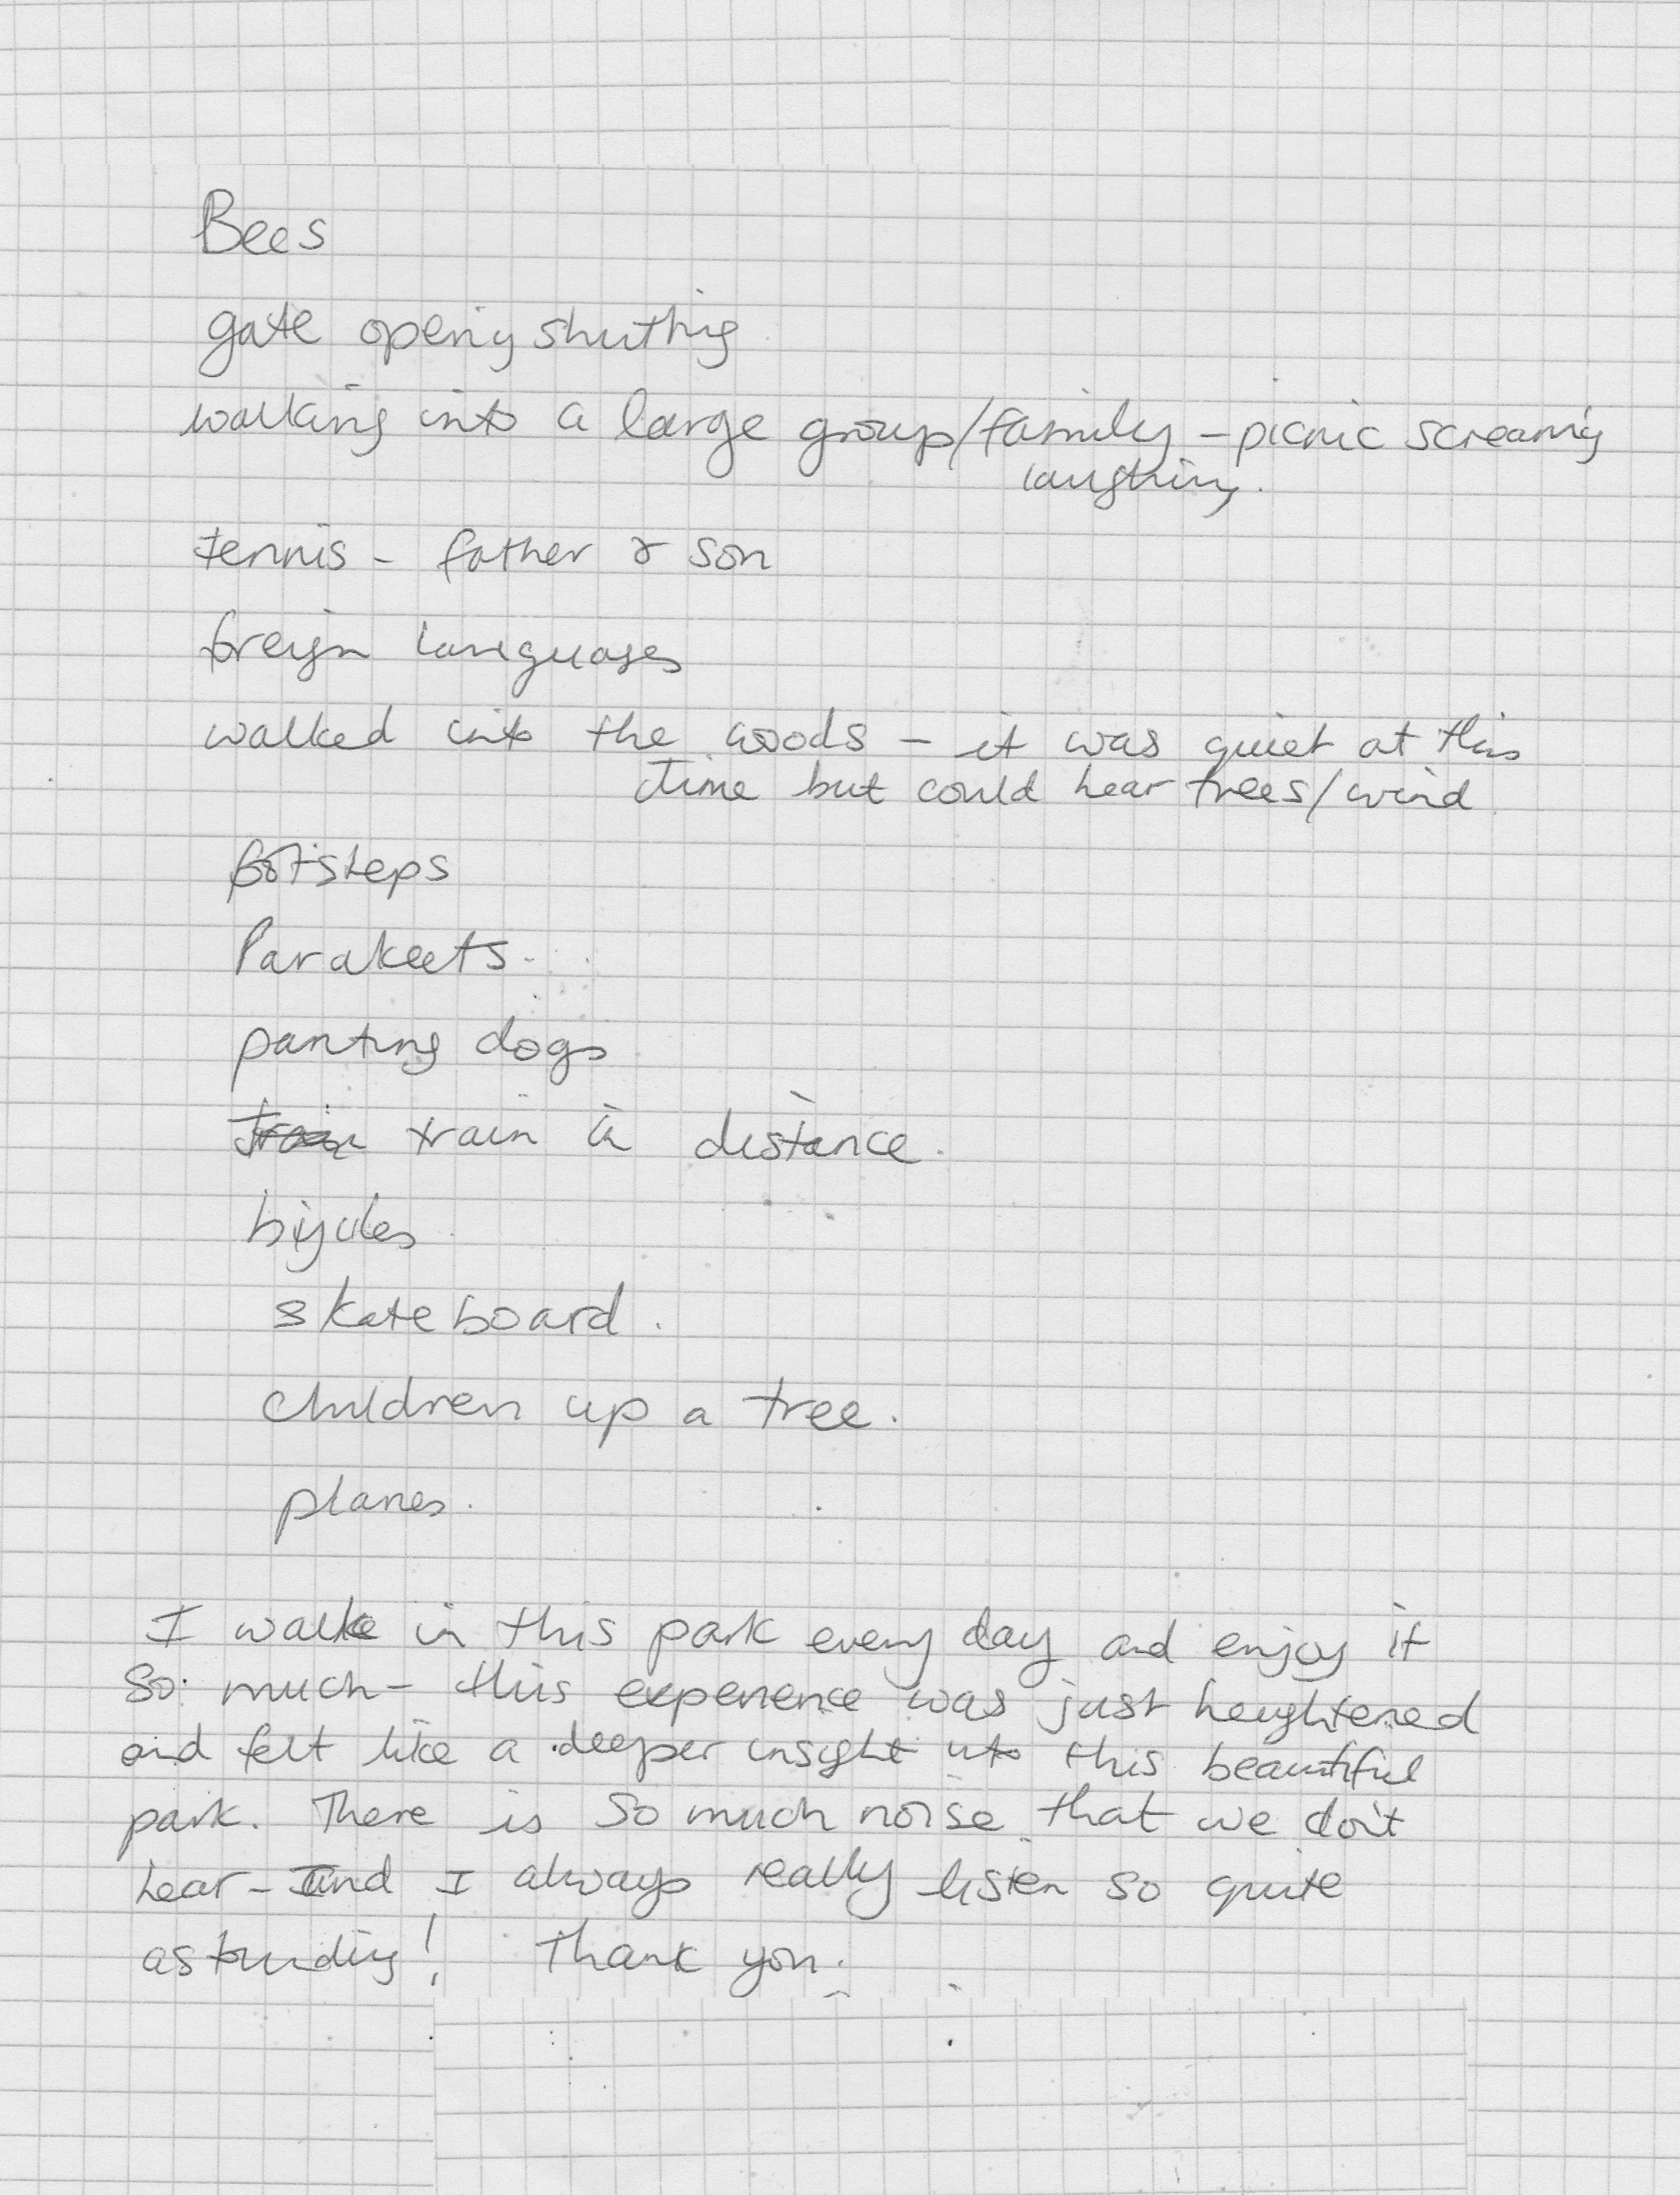 Bees
gate opening shutting
walking into a large group/family - picnic screaming
laughing.
tennis - father & son
foreign languages
walked into the woods - it was quiet at this
time but could hear trees/wind
footsteps
Parakeets.
panting dogs
train in distance.
bicycles
skateboard.
children up a tree.
planes.
I walk in this park every day and enjoy it
so much - this experience was just heightened
and felt like a deeper insight into this beautiful
park. There is so much noise that we don't
hear - and I always really listen so quite
astounding! Thank you.